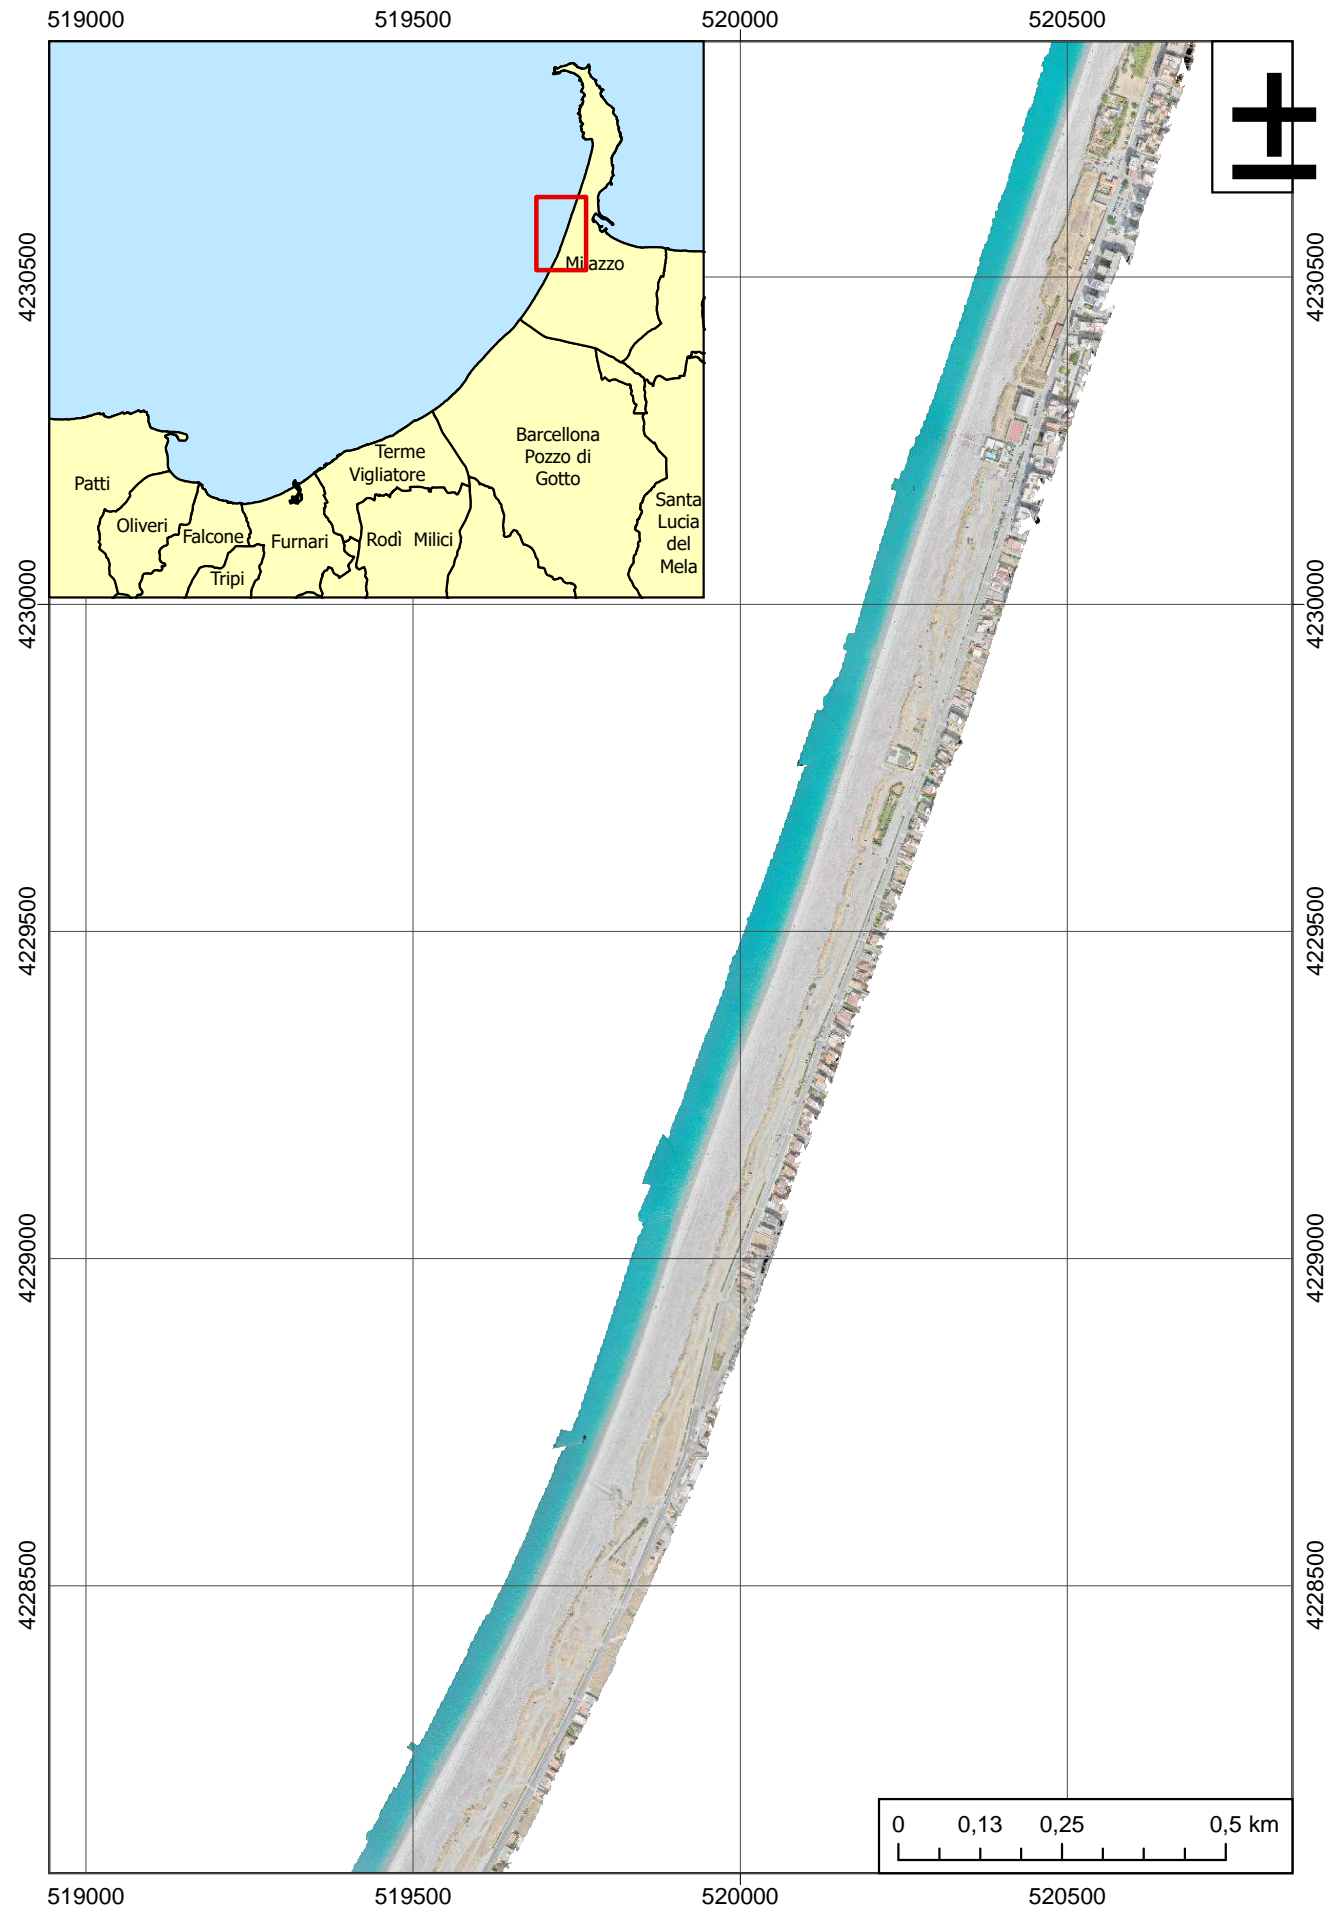 519000 519500 520000 520500
4230500 4230500
4230000 4230000
4229500 4229500
4229000 4229000
4228500 4228500
Milazzo
Barcellona
Pozzo di
Gotto
Terme
Vigliatore
Patti
Oliveri
Falcone
Furnari
Rodì Milici
Tripi
Santa
Lucia
del
Mela
0 0,13 0,25 0,5 km
519000 519500 520000 520500